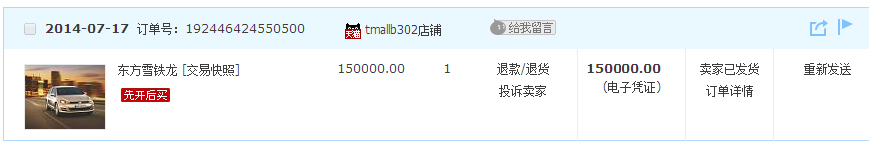 2014-07-17 订单号：192446424550500 天猫 tmallb302店铺 给我留言
东方雪铁龙 [交易快照] 150000.00 1 退款/退货 150000.00 卖家已发货 重新发送
先开后买 投诉卖家 (电子凭证) 订单详情